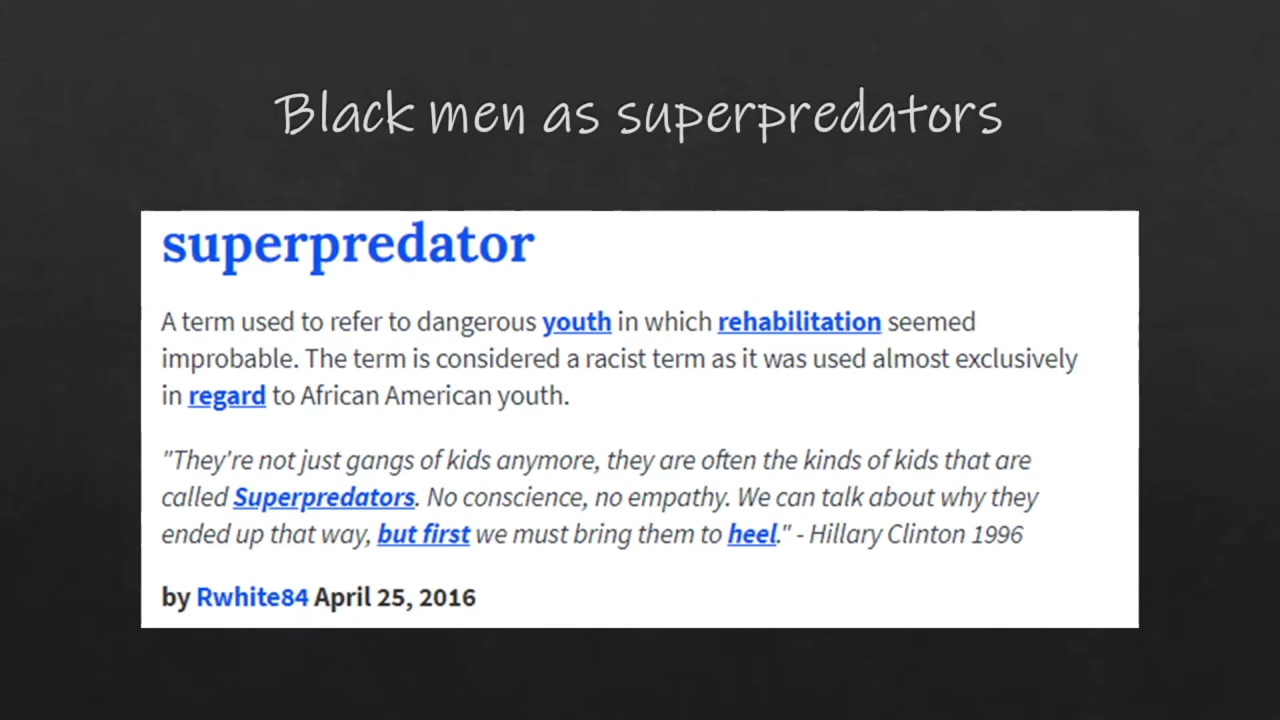 Black men as superpredators
superpredator
A term used to refer to dangerous youth in which rehabilitation seemed
improbable. The term is considered a racist term as it was used almost exclusively
in regard to African American youth.
"They're not just gangs of kids anymore, they are often the kinds of kids that are
called Superpredators. No conscience, no empathy. We can talk about why they
ended up that way, but first we must bring them to heel." - Hillary Clinton 1996
by Rwhite84 April 25, 2016